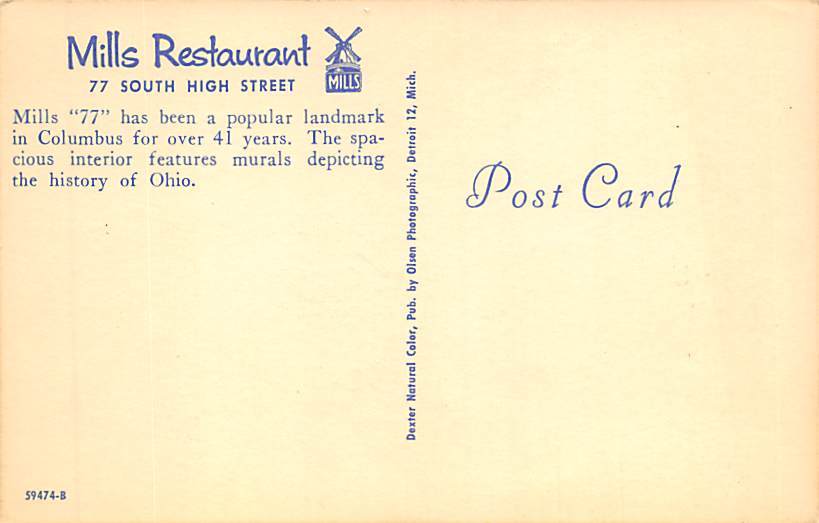 Mills Restaurant
MILLS
77 SOUTH HIGH STREET
Mills “77” has been a popular landmark
in Columbus for over 41 years. The spa-
cious interior features murals depicting
the history of Ohio.
59474-B
Dexter Natural Color, Pub. by Olsen Photographic, Detroit 12, Mich.
Post Card